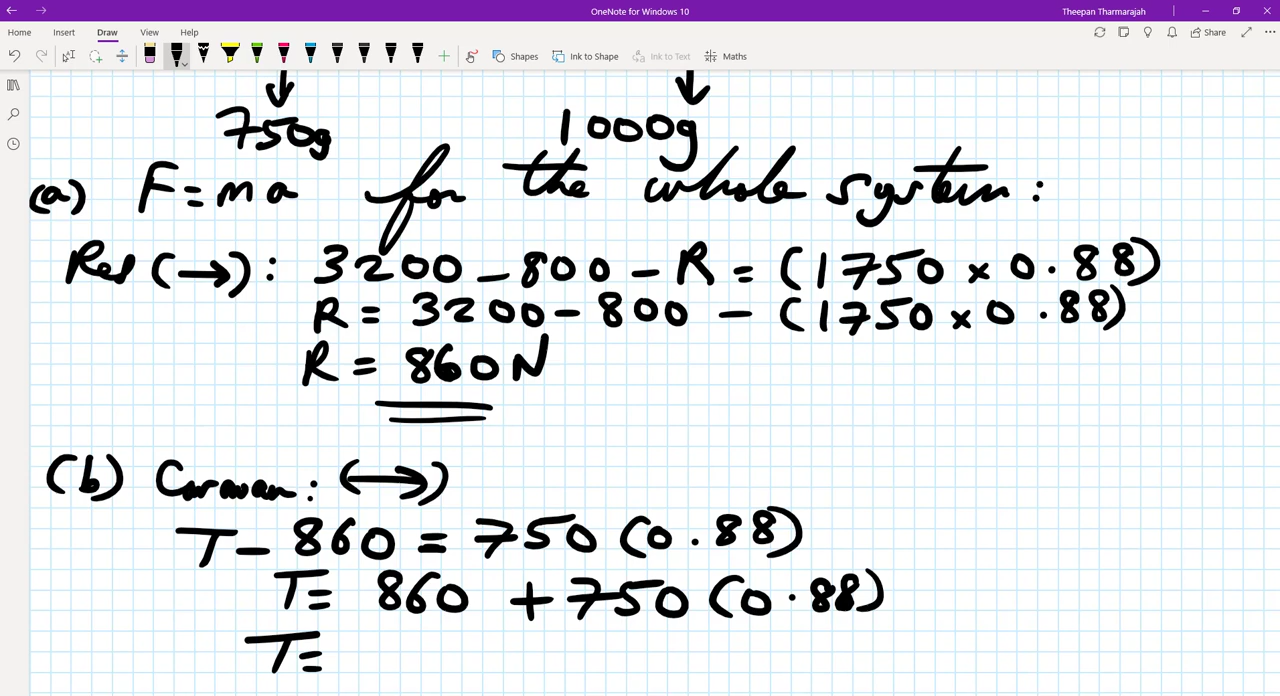 OneNote for Windows 10
Theepan Tharmarajah
Home Insert Draw View Help
Share
Shapes Ink to Shape Ink to Text Maths
750g 1000g
(a) F=ma for the whole system:
Res (→): 3200-800-R=(1750×0.88)
R=3200-800-(1750×0.88)
R=860N
(b) Caravan: (→)
T-860=750(0.88)
T=860+750(0.88)
T=